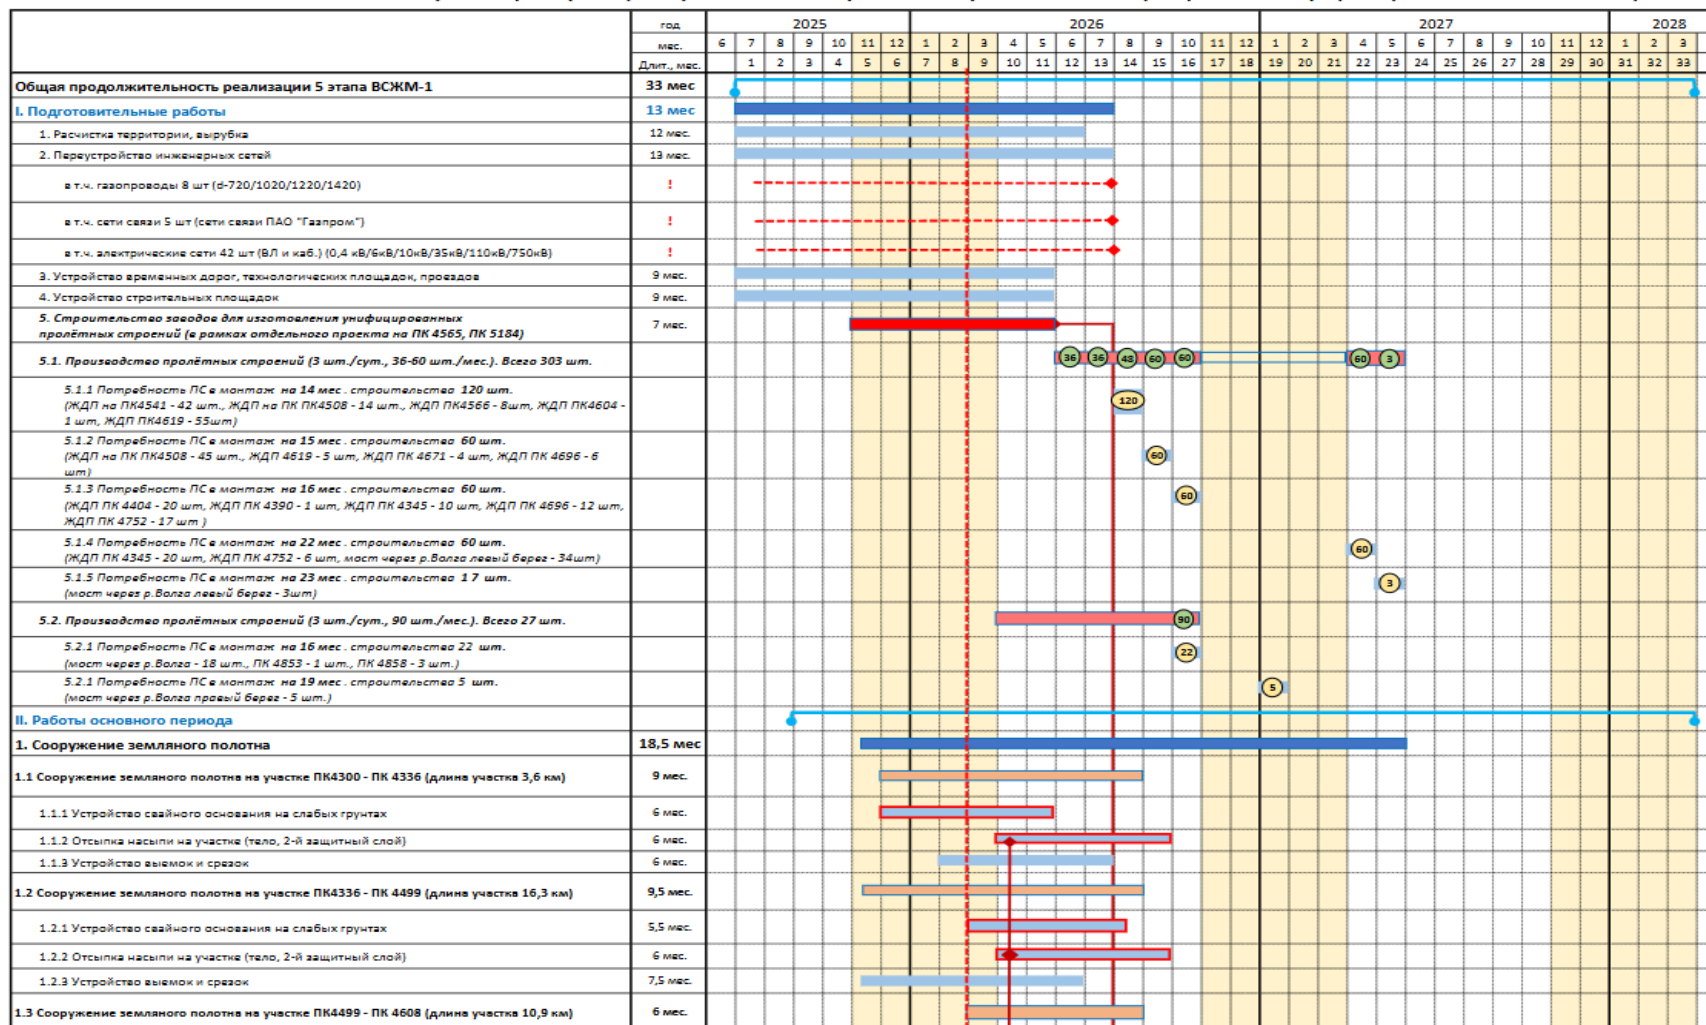 год 2025 2026 2027 2028
мес. 6 7 8 9 10 11 12 1 2 3 4 5 6 7 8 9 10 11 12 1 2 3 4 5 6 7 8 9 10 11 12 1 2 3
Длит., мес. 1 2 3 4 5 6 7 8 9 10 11 12 13 14 15 16 17 18 19 20 21 22 23 24 25 26 27 28 29 30 31 32 33
Общая продолжительность реализации 5 этапа ВСЖМ-1 33 мес
I. Подготовительные работы 13 мес
1. Расчистка территории, вырубка 12 мес.
2. Переустройство инженерных сетей 13 мес.
в т.ч. газопроводы 8 шт (d-720/1020/1220/1420) !
в т.ч. сети связи 5 шт (сети связи ПАО "Газпром") !
в т.ч. электрические сети 42 шт (ВЛ и каб.) (0,4 кВ/6кВ/10кВ/35кВ/110кВ/750кВ) !
3. Устройство временных дорог, технологических площадок, проездов 9 мес.
4. Устройство строительных площадок 9 мес.
5. Строительство заводов для изготовления унифицированных
пролётных строений (в рамках отдельного проекта на ПК 4565, ПК 5184) 7 мес.
5.1. Производство пролётных строений (3 шт./сут., 36-60 шт./мес.). Всего 303 шт. 36 36 48 60 60 60 3
5.1.1 Потребность ПС в монтаж на 14 мес. строительства 120 шт.
(ЖДП на ПК4541 - 42 шт., ЖДП на ПК ПК4508 - 14 шт., ЖДП ПК4566 - 8шт, ЖДП ПК4604 - 120
1 шт, ЖДП ПК4619 - 55шт)
5.1.2 Потребность ПС в монтаж на 15 мес. строительства 60 шт.
(ЖДП на ПК ПК4508 - 45 шт., ЖДП 4619 - 5 шт, ЖДП ПК 4671 - 4 шт, ЖДП ПК 4696 - 6 60
шт)
5.1.3 Потребность ПС в монтаж на 16 мес. строительства 60 шт.
(ЖДП ПК 4404 - 20 шт, ЖДП ПК 4390 - 1 шт, ЖДП ПК 4345 - 10 шт, ЖДП ПК 4696 - 12 шт, 60
ЖДП ПК 4752 - 17 шт )
5.1.4 Потребность ПС в монтаж на 22 мес. строительства 60 шт.
(ЖДП ПК 4345 - 20 шт, ЖДП ПК 4752 - 6 шт, мост через р.Волга левый берег - 34шт) 60
5.1.5 Потребность ПС в монтаж на 23 мес. строительства 1 7 шт.
(мост через р.Волга левый берег - 3шт) 3
5.2. Производство пролётных строений (3 шт./сут., 90 шт./мес.). Всего 27 шт. 90
5.2.1 Потребность ПС в монтаж на 16 мес. строительства 22 шт.
(мост через р.Волга - 18 шт., ПК 4853 - 1 шт., ПК 4858 - 3 шт.) 22
5.2.1 Потребность ПС в монтаж на 19 мес. строительства 5 шт.
(мост через р.Волга правый берег - 5 шт.) 5
II. Работы основного периода
1. Сооружение земляного полотна 18,5 мес
1.1 Сооружение земляного полотна на участке ПК4300 - ПК 4336 (длина участка 3,6 км) 9 мес.
1.1.1 Устройство свайного основания на слабых грунтах 6 мес.
1.1.2 Отсыпка насыпи на участке (тело, 2-й защитный слой) 6 мес.
1.1.3 Устройство выемок и срезок 6 мес.
1.2 Сооружение земляного полотна на участке ПК4336 - ПК 4499 (длина участка 16,3 км) 9,5 мес.
1.2.1 Устройство свайного основания на слабых грунтах 5,5 мес.
1.2.2 Отсыпка насыпи на участке (тело, 2-й защитный слой) 6 мес.
1.2.3 Устройство выемок и срезок 7,5 мес.
1.3 Сооружение земляного полотна на участке ПК4499 - ПК 4608 (длина участка 10,9 км) 6 мес.